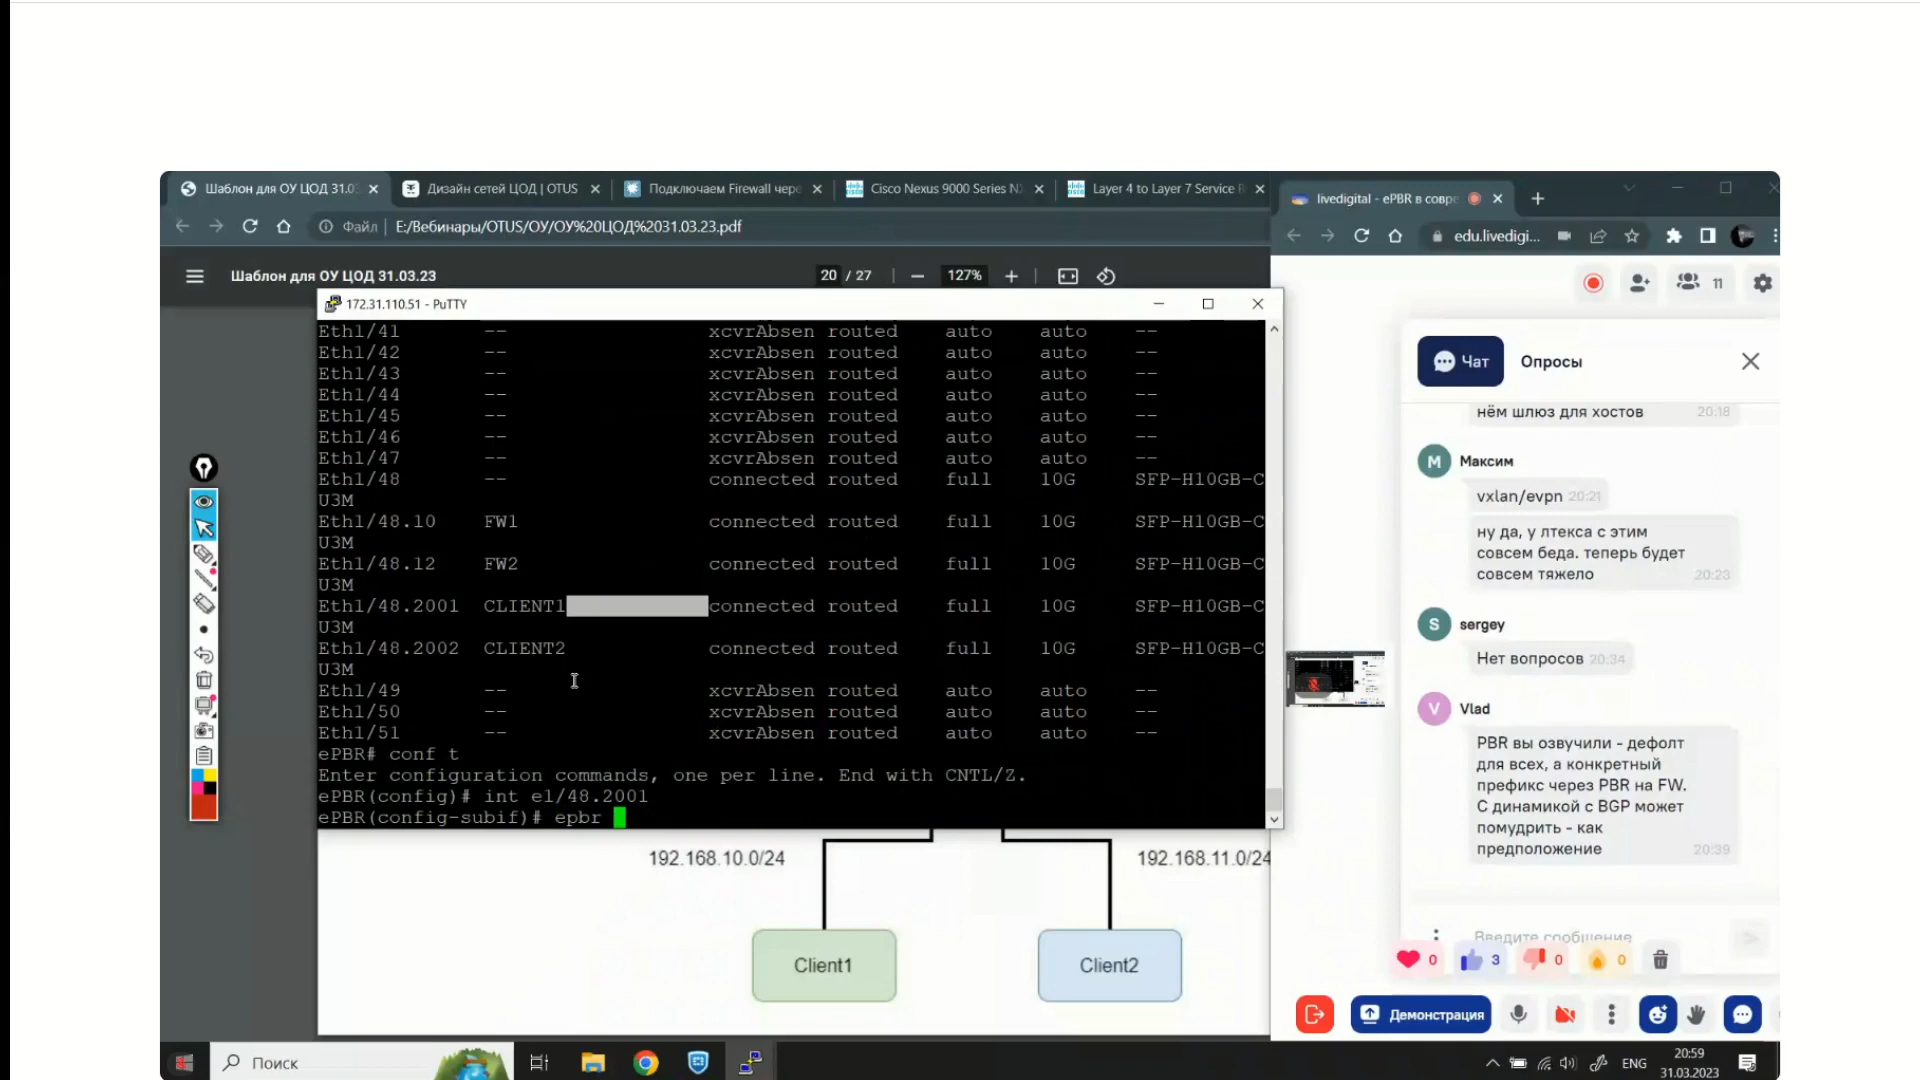 Шаблон для ОУ ЦОД 31.0
Дизайн сетей ЦОД | OTUS
Подключаем Firewall чере
Cisco Nexus 9000 Series N
Layer 4 to Layer 7 Service
livedigital - ePBR в совре
Файл
E:/Вебинары/OTUS/ОУ/ОУ%20ЦОД%2031.03.23.pdf
edu.livedigi...
Шаблон для ОУ ЦОД 31.03.23
20 / 27
127%
11
172.31.110.51 - PuTTY
Eth1/41 -- xcvrAbsen routed auto auto --
Eth1/42 -- xcvrAbsen routed auto auto --
Eth1/43 -- xcvrAbsen routed auto auto --
Eth1/44 -- xcvrAbsen routed auto auto --
Eth1/45 -- xcvrAbsen routed auto auto --
Eth1/46 -- xcvrAbsen routed auto auto --
Eth1/47 -- xcvrAbsen routed auto auto --
Eth1/48 -- connected routed full 10G SFP-H10GB-C
U3M
Eth1/48.10 FW1 connected routed full 10G SFP-H10GB-C
U3M
Eth1/48.12 FW2 connected routed full 10G SFP-H10GB-C
U3M
Eth1/48.2001 CLIENT1 connected routed full 10G SFP-H10GB-C
U3M
Eth1/48.2002 CLIENT2 connected routed full 10G SFP-H10GB-C
U3M
Eth1/49 -- xcvrAbsen routed auto auto --
Eth1/50 -- xcvrAbsen routed auto auto --
Eth1/51 -- xcvrAbsen routed auto auto --
ePBR# conf t
Enter configuration commands, one per line. End with CNTL/Z.
ePBR(config)# int e1/48.2001
ePBR(config-subif)# epbr
192.168.10.0/24
192.168.11.0/24
Client1
Client2
Чат
Опросы
нём шлюз для хостов 20:18
M
Максим
vxlan/evpn 20:21
ну да, у лтекса с этим
совсем беда. теперь будет
совсем тяжело 20:23
S
sergey
Нет вопросов 20:34
V
Vlad
PBR вы озвучили - дефолт
для всех, а конкретный
префикс через PBR на FW.
С динамикой с BGP может
помудрить - как
предположение 20:39
Введите сообщение
0
3
0
0
Демонстрация
Поиск
ENG
20:59
31.03.2023